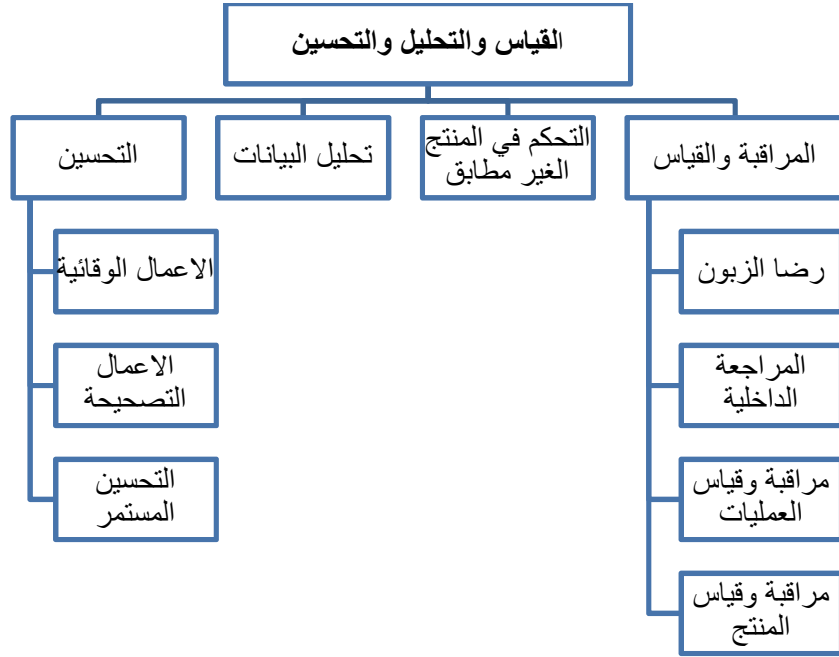 القياس والتحليل والتحسين
المراقبة والقياس
التحكم في المنتج
الغير مطابق
تحليل البيانات
التحسين
رضا الزبون
المراجعة
الداخلية
مراقبة وقياس
العمليات
مراقبة وقياس
المنتج
الاعمال الوقائية
الاعمال
التصحيحة
التحسين
المستمر